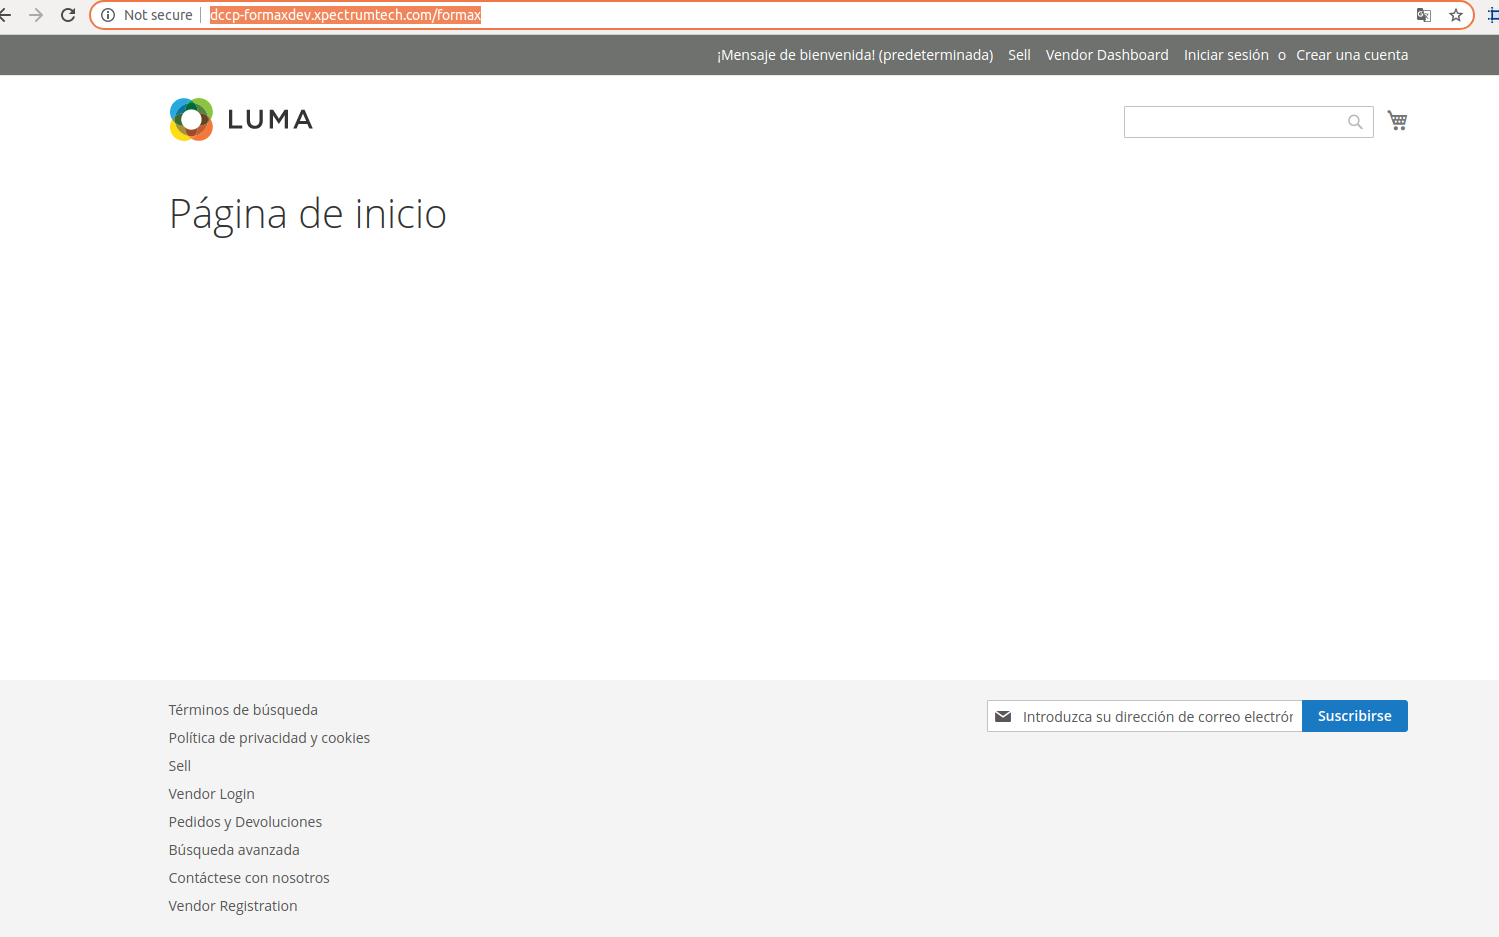 Not secure dccp-formaxdev.xpectrumtech.com/formax
¡Mensaje de bienvenida! (predeterminada) Sell Vendor Dashboard Iniciar sesión o Crear una cuenta
LUMA
Página de inicio
Términos de búsqueda
Política de privacidad y cookies
Sell
Vendor Login
Pedidos y Devoluciones
Búsqueda avanzada
Contáctese con nosotros
Vendor Registration
Introduzca su dirección de correo electrón Suscribirse